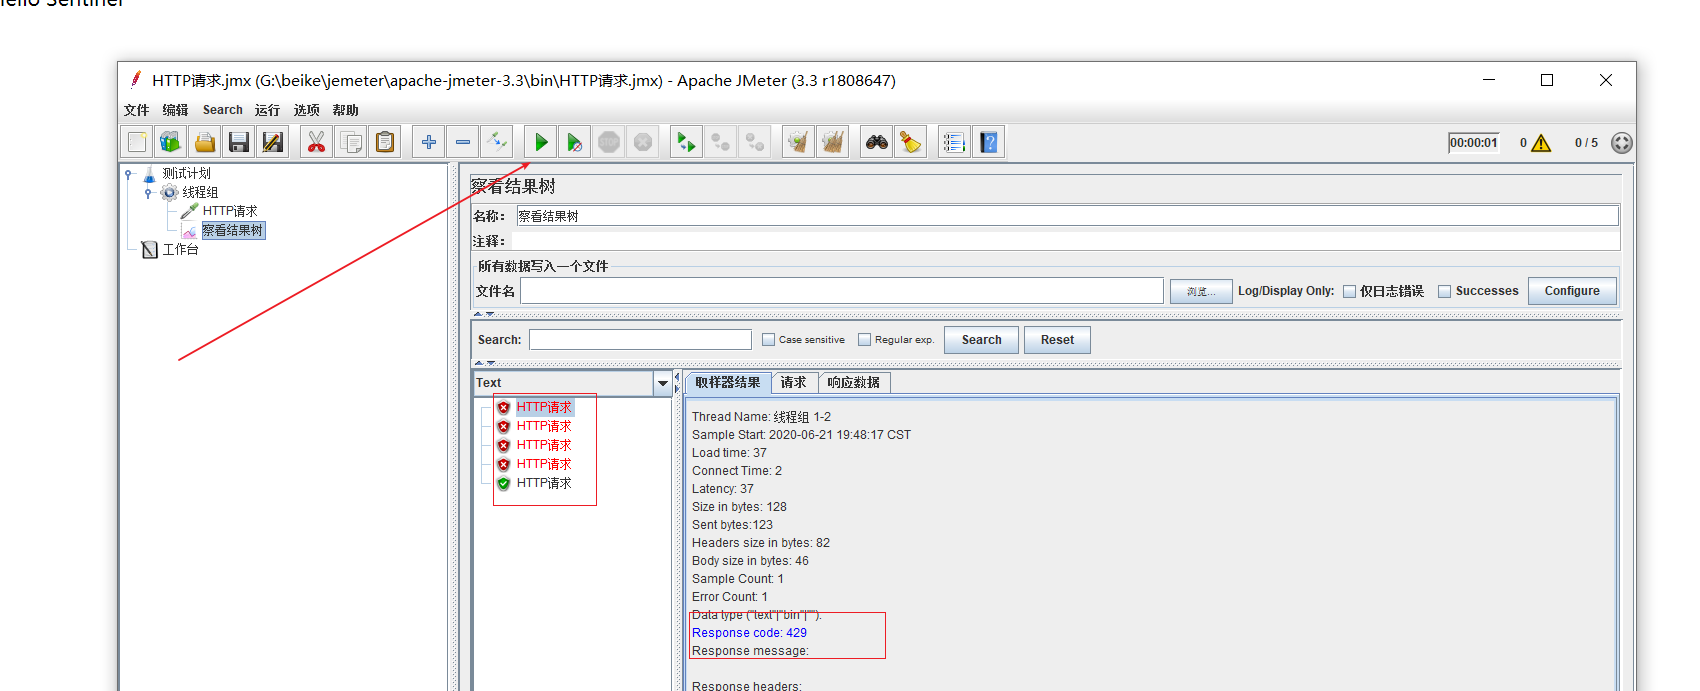 ello Sentinel
HTTP请求.jmx (G:\beike\jemeter\apache-jmeter-3.3\bin\HTTP请求.jmx) - Apache JMeter (3.3 r1808647)
文件 编辑 Search 运行 选项 帮助
00:00:01 0 0 / 5
测试计划
线程组
HTTP请求
察看结果树
工作台
察看结果树
名称: 察看结果树
注释:
所有数据写入一个文件
文件名 浏览... Log/Display Only: 仅日志错误 Successes Configure
Search: Case sensitive Regular exp. Search Reset
Text
HTTP请求
HTTP请求
HTTP请求
HTTP请求
HTTP请求
取样器结果 请求 响应数据
Thread Name: 线程组 1-2
Sample Start: 2020-06-21 19:48:17 CST
Load time: 37
Connect Time: 2
Latency: 37
Size in bytes: 128
Sent bytes:123
Headers size in bytes: 82
Body size in bytes: 46
Sample Count: 1
Error Count: 1
Data type ("text"|"bin"|""):
Response code: 429
Response message:
Response headers: